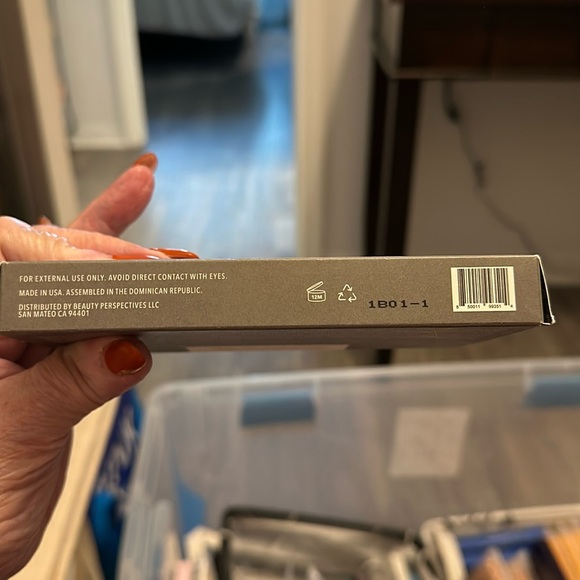 FOR EXTERNAL USE ONLY. AVOID DIRECT CONTACT WITH EYES.
MADE IN USA. ASSEMBLED IN THE DOMINICAN REPUBLIC.
DISTRIBUTED BY BEAUTY PERSPECTIVES LLC
SAN MATEO CA 94401
12M
1B01-1